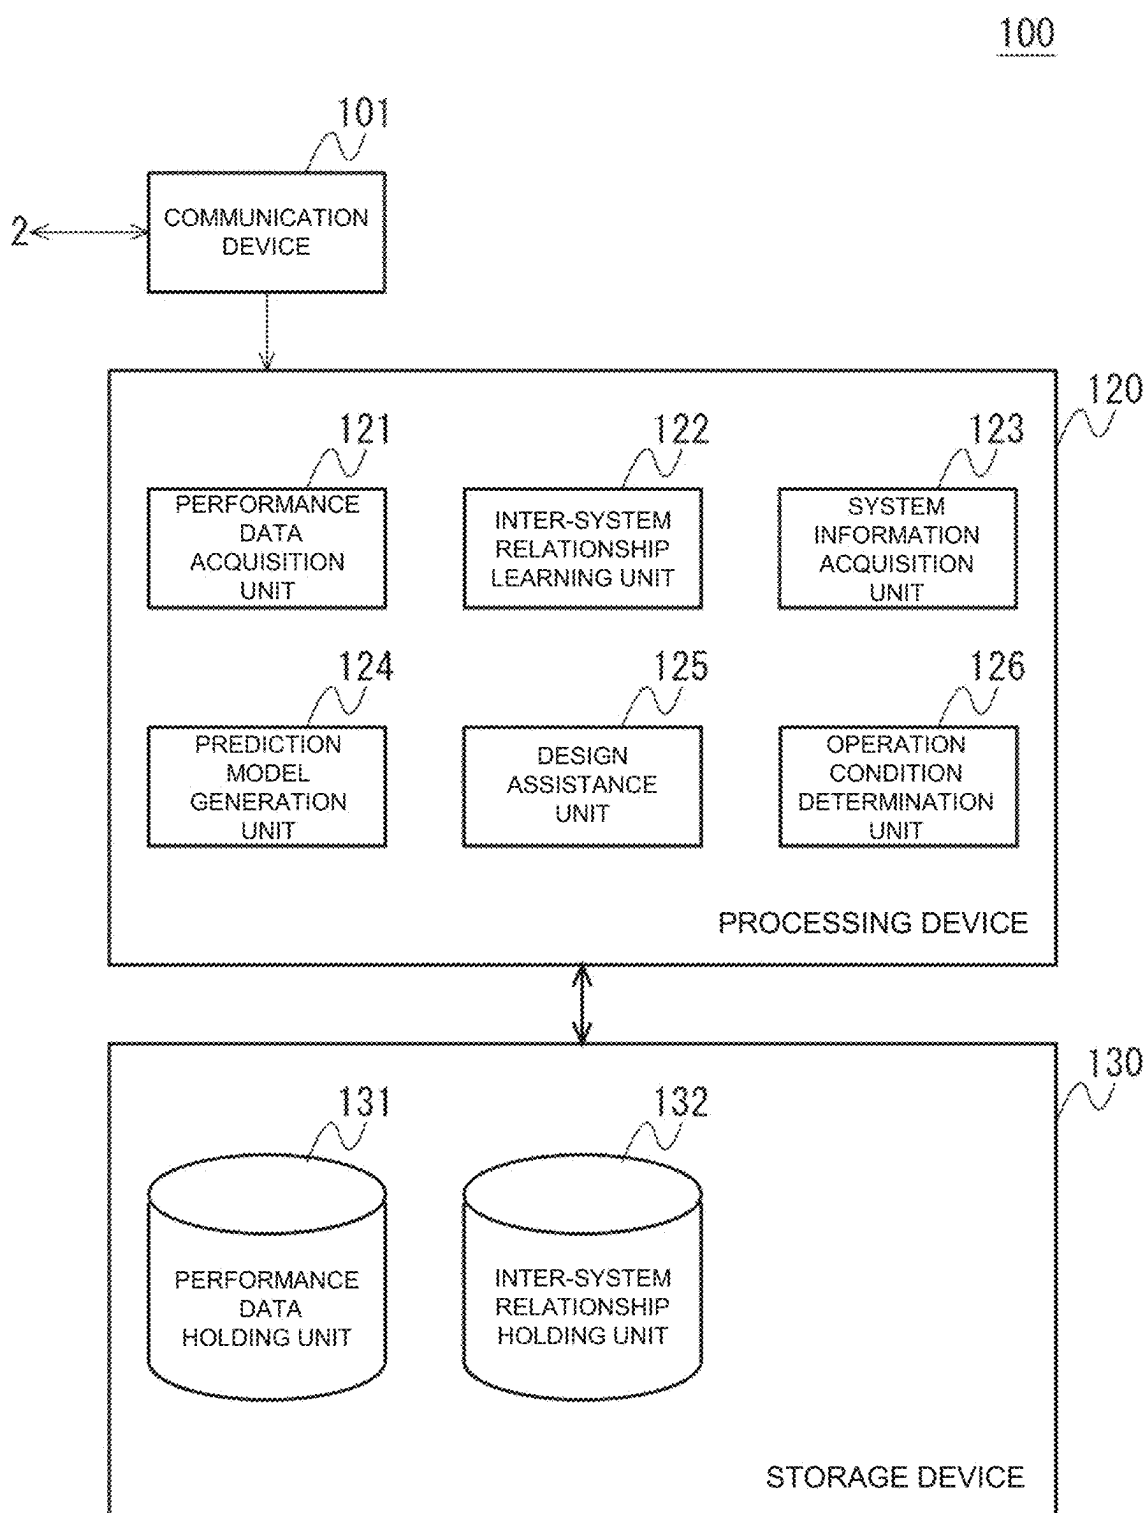 100
101
COMMUNICATION
DEVICE
2
120
121
PERFORMANCE
DATA
ACQUISITION
UNIT
122
INTER-SYSTEM
RELATIONSHIP
LEARNING UNIT
123
SYSTEM
INFORMATION
ACQUISITION
UNIT
124
PREDICTION
MODEL
GENERATION
UNIT
125
DESIGN
ASSISTANCE
UNIT
126
OPERATION
CONDITION
DETERMINATION
UNIT
PROCESSING DEVICE
130
131
PERFORMANCE
DATA
HOLDING UNIT
132
INTER-SYSTEM
RELATIONSHIP
HOLDING UNIT
STORAGE DEVICE